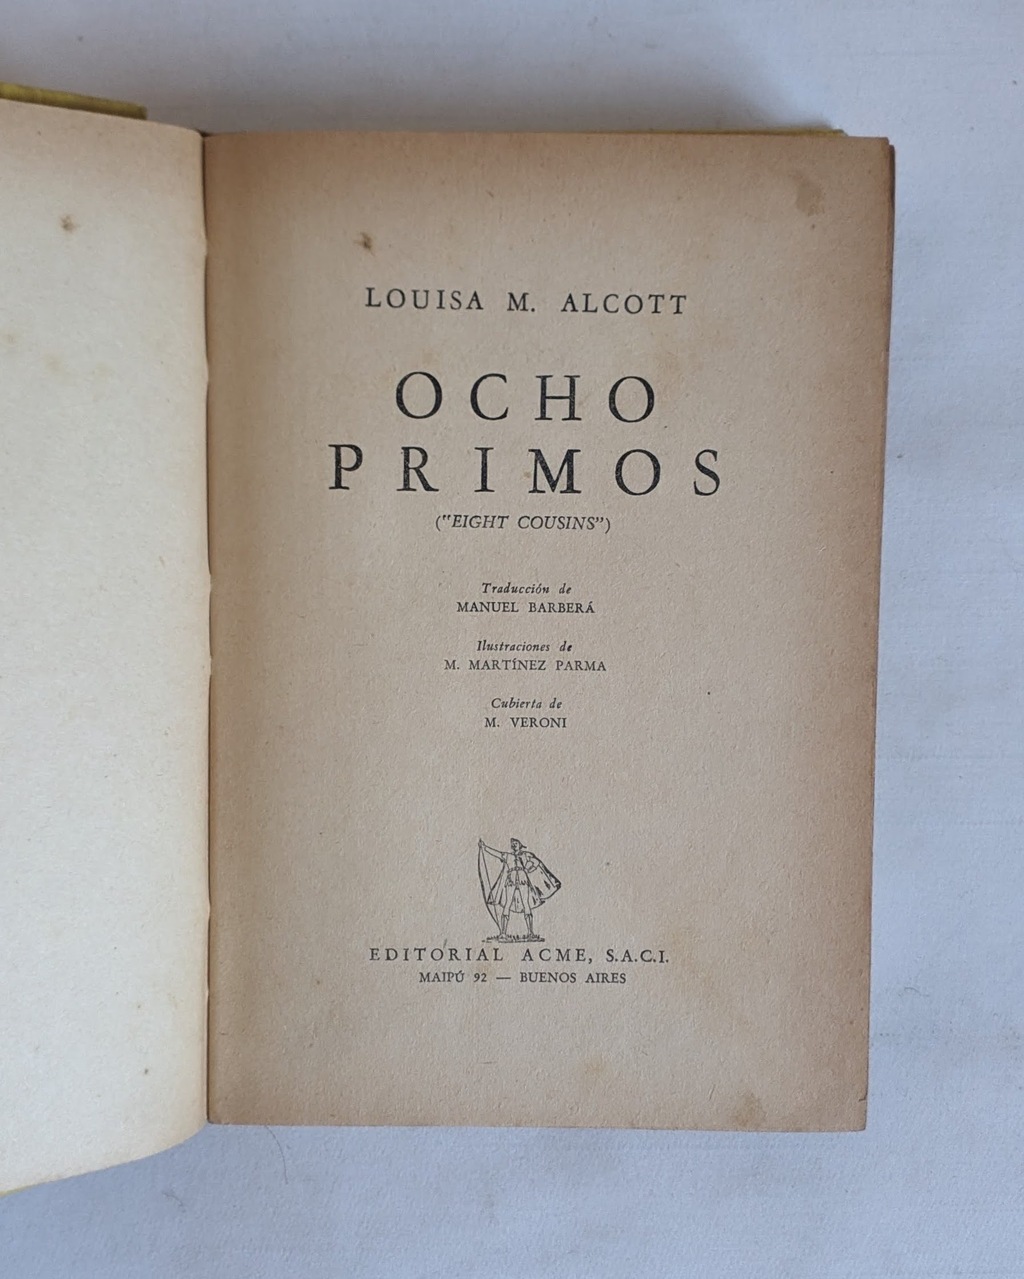 LOUISA M. ALCOTT
OCHO
PRIMOS
("EIGHT COUSINS")
Traducción de
MANUEL BARBERÁ
Ilustraciones de
M. MARTÍNEZ PARMA
Cubierta de
M. VERONI
EDITORIAL ACME, S.A.C.I.
MAIPÚ 92 — BUENOS AIRES